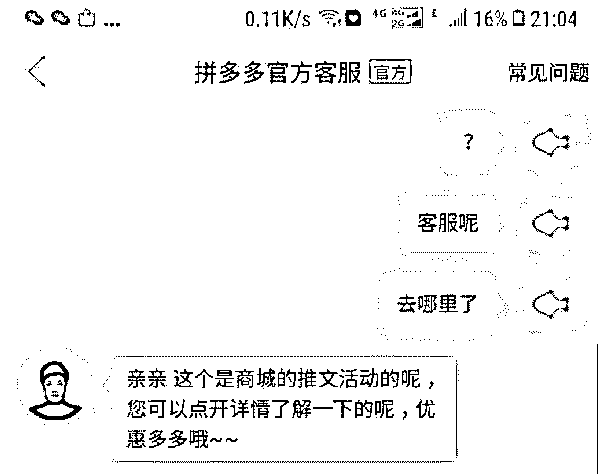 ... 0.11K/s 4G 4G 2G 16% 21:04
拼多多官方客服 官方 常见问题
?
客服呢
去哪里了
亲亲 这个是商城的推文活动的呢，
您可以点开详情了解一下的呢，优
惠多多哦~~